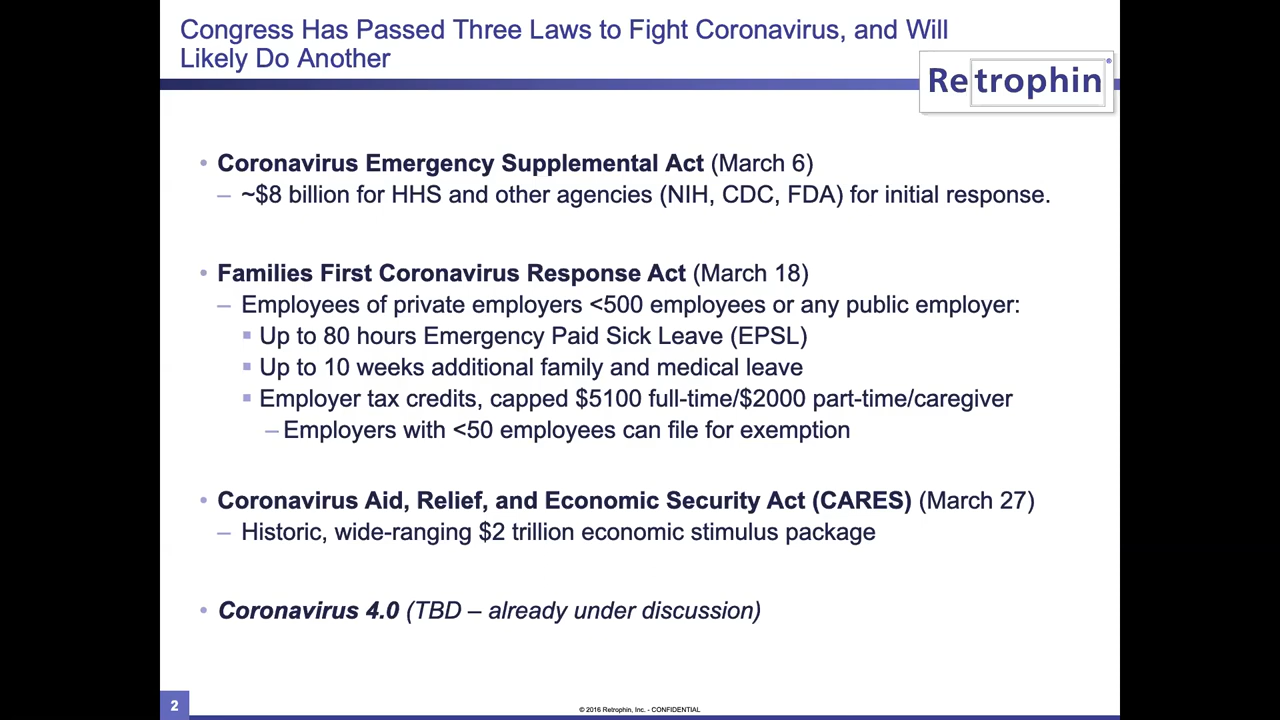 Congress Has Passed Three Laws to Fight Coronavirus, and Will
Likely Do Another
Retrophin®
• Coronavirus Emergency Supplemental Act (March 6)
– ~$8 billion for HHS and other agencies (NIH, CDC, FDA) for initial response.
• Families First Coronavirus Response Act (March 18)
– Employees of private employers <500 employees or any public employer:
▪ Up to 80 hours Emergency Paid Sick Leave (EPSL)
▪ Up to 10 weeks additional family and medical leave
▪ Employer tax credits, capped $5100 full-time/$2000 part-time/caregiver
– Employers with <50 employees can file for exemption
• Coronavirus Aid, Relief, and Economic Security Act (CARES) (March 27)
– Historic, wide-ranging $2 trillion economic stimulus package
• Coronavirus 4.0 (TBD – already under discussion)
2
© 2016 Retrophin, Inc. - CONFIDENTIAL